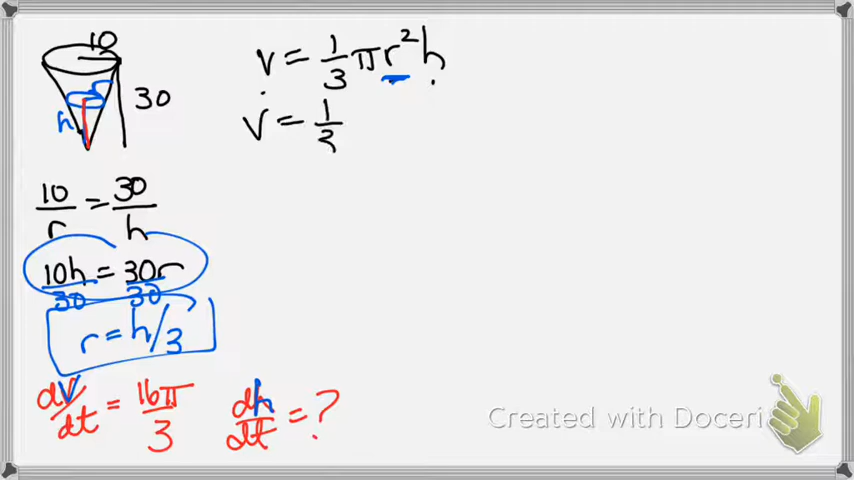 10
30
r
h
v = 1/3 πr²h
v = 1/3
10/r = 30/h
10h/30 = 30r/30
r = h/3
dV/dt = 16π/3
dh/dt = ?
Created with Doceri